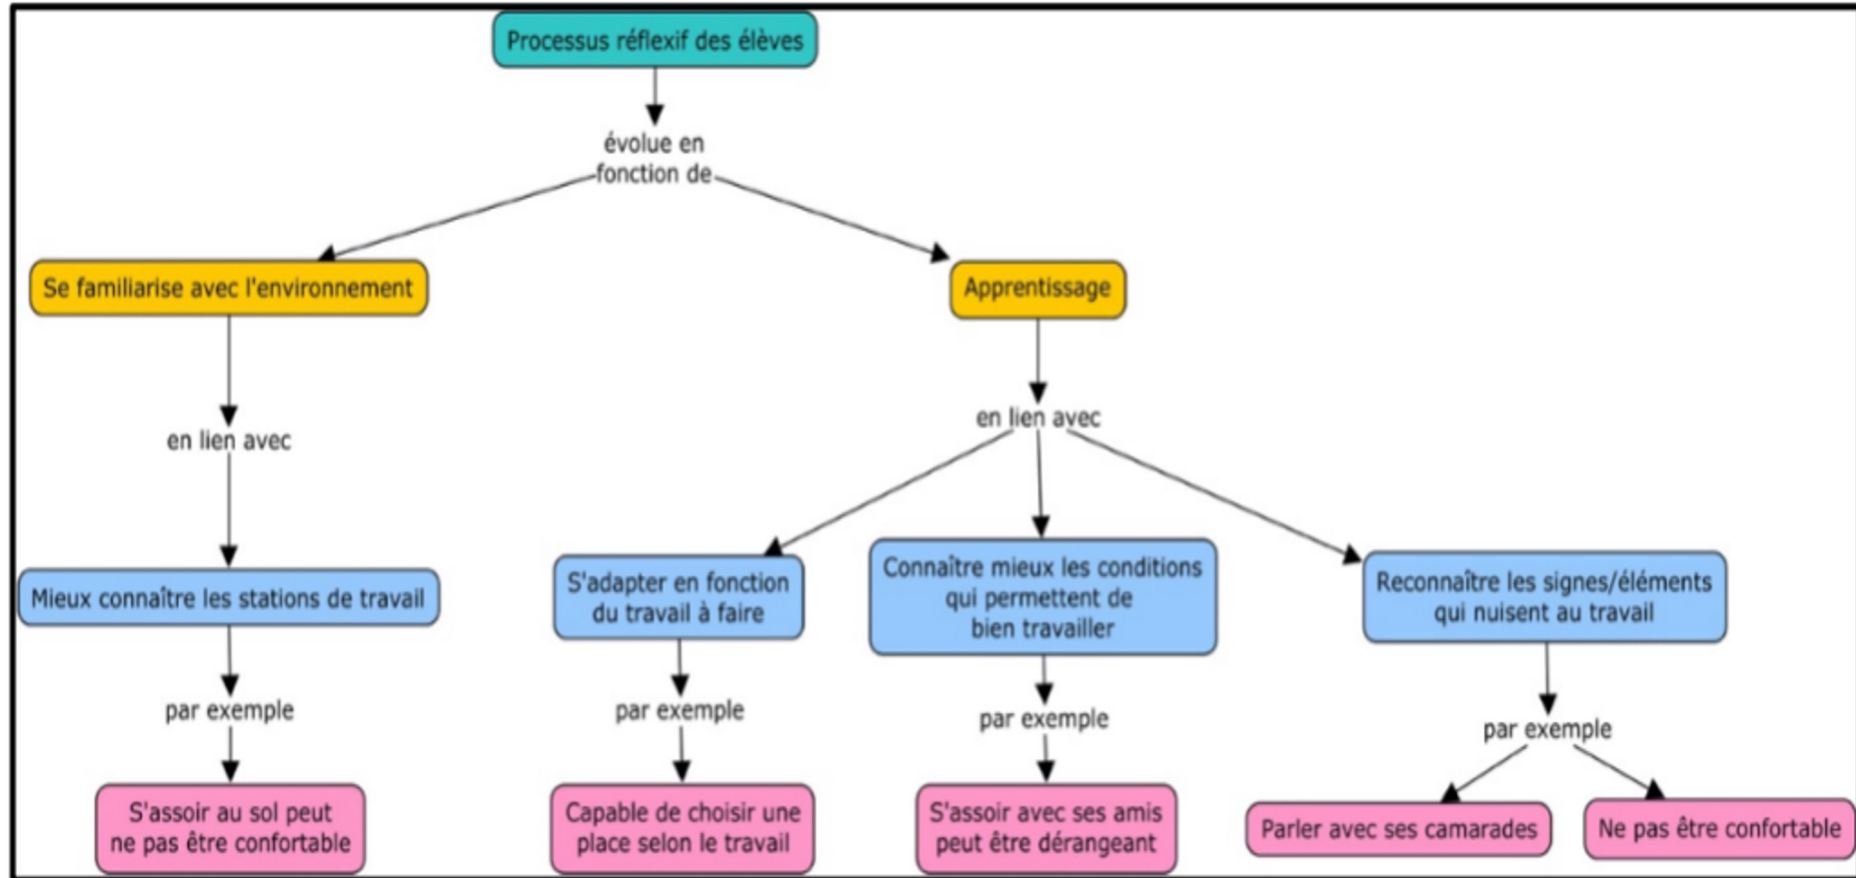 Processus réflexif des élèves
évolue en
fonction de
Se familiarise avec l'environnement
Apprentissage
en lien avec
en lien avec
Mieux connaître les stations de travail
S'adapter en fonction
du travail à faire
Connaître mieux les conditions
qui permettent de
bien travailler
Reconnaître les signes/éléments
qui nuisent au travail
par exemple
par exemple
par exemple
par exemple
S'assoir au sol peut
ne pas être confortable
Capable de choisir une
place selon le travail
S'assoir avec ses amis
peut être dérangeant
Parler avec ses camarades
Ne pas être confortable